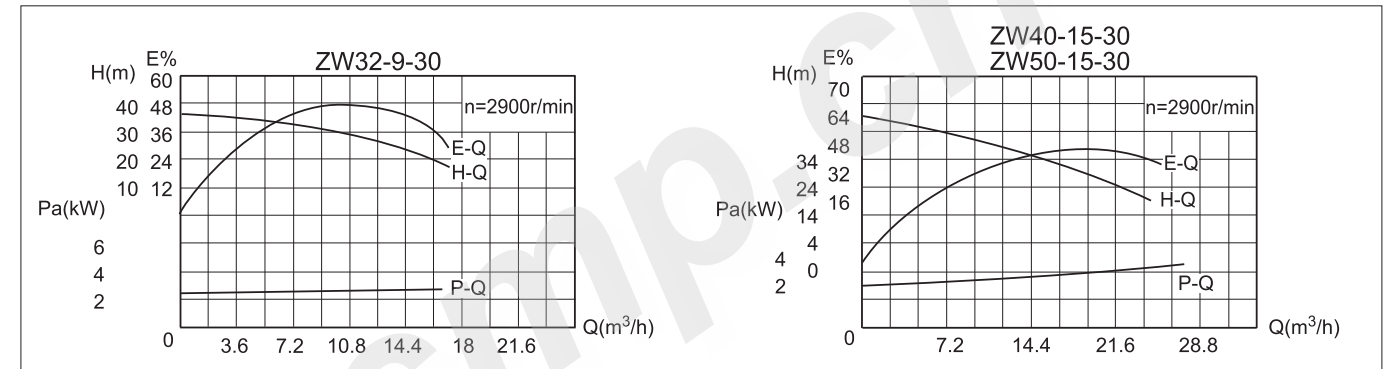 ZW32-9-30
H(m) E%
60
40 48
30 36
20 24
10 12
Pa(kW)
6
4
2
0
n=2900r/min
E-Q
H-Q
P-Q
3.6 7.2 10.8 14.4 18 21.6
Q(m³/h)
ZW40-15-30
ZW50-15-30
H(m) E%
70
64
48
34 32
24 16
Pa(kW)
14
4 4
2 0
0
n=2900r/min
E-Q
H-Q
P-Q
7.2 14.4 21.6 28.8
Q(m³/h)
cmp.cn